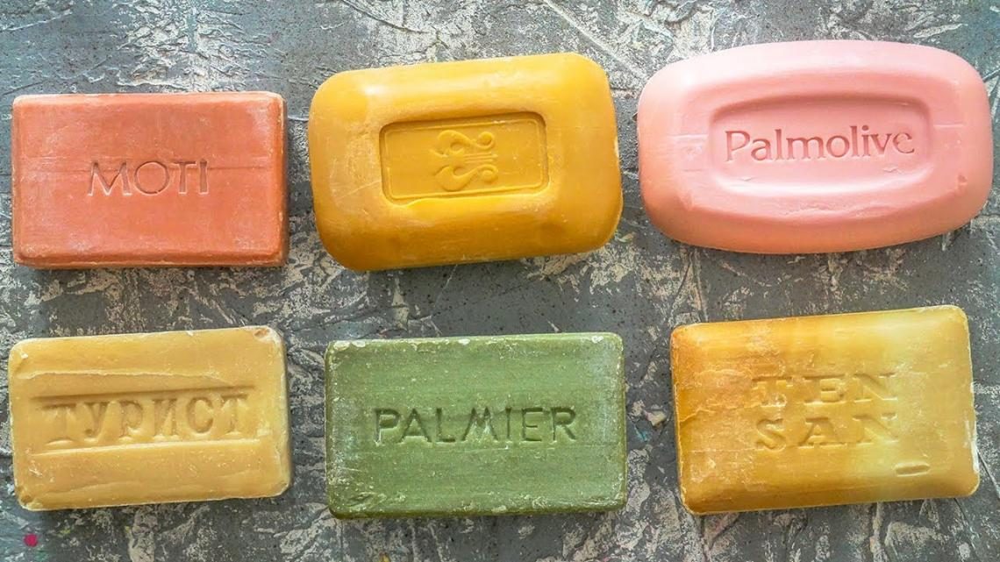 MOTI
Palmolive
ТУРИСТ
PALMIER
TEN
SAN